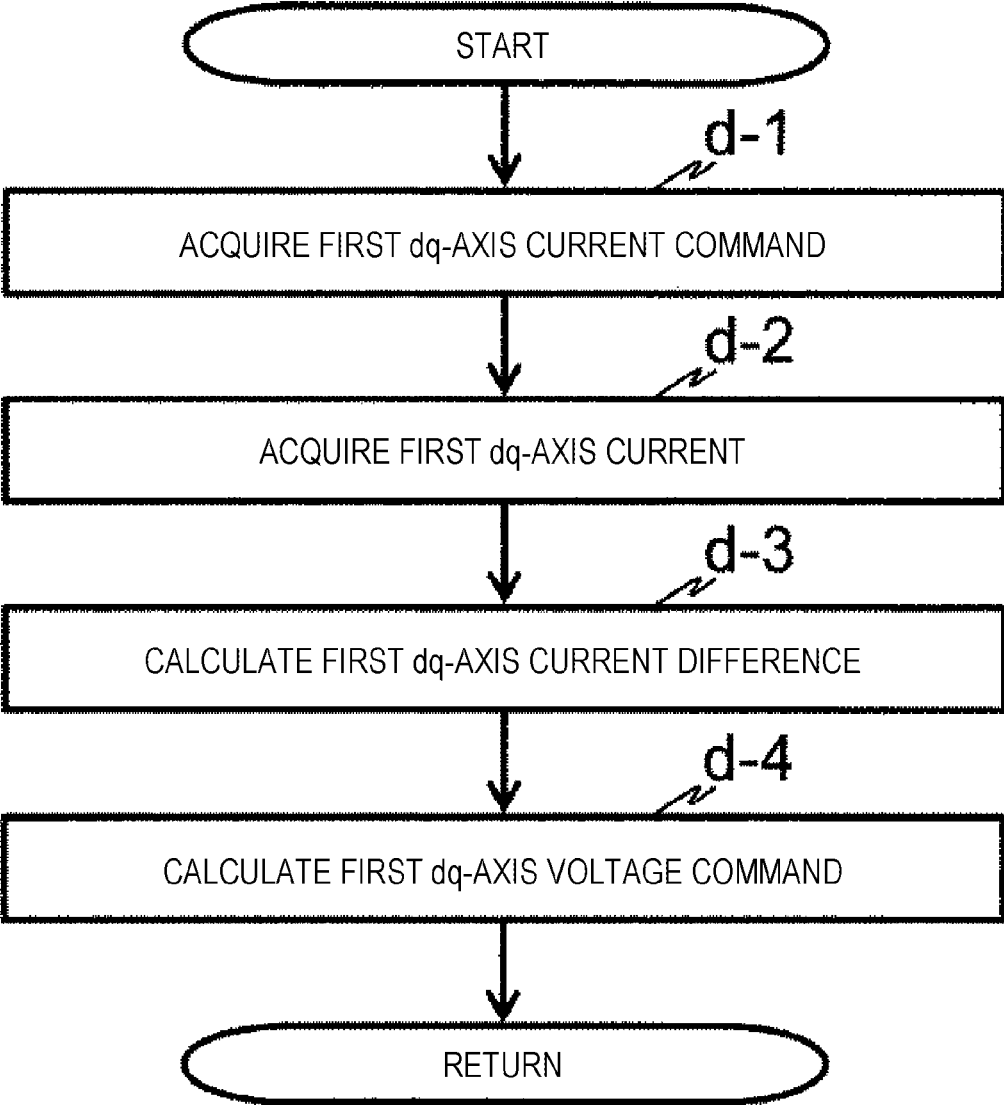 START
d-1
ACQUIRE FIRST dq-AXIS CURRENT COMMAND
d-2
ACQUIRE FIRST dq-AXIS CURRENT
d-3
CALCULATE FIRST dq-AXIS CURRENT DIFFERENCE
d-4
CALCULATE FIRST dq-AXIS VOLTAGE COMMAND
RETURN